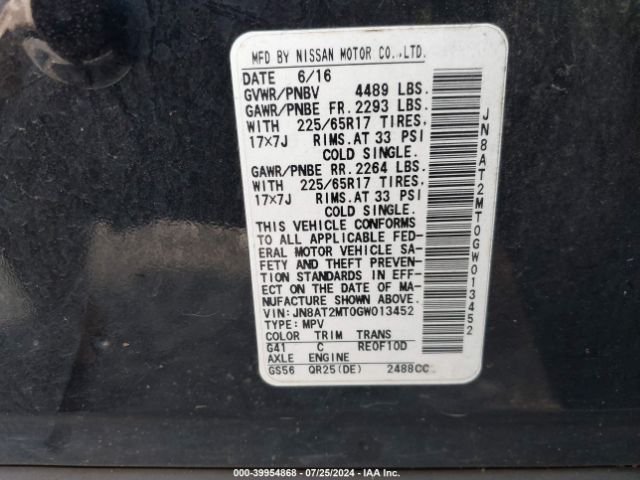 MFD BY NISSAN MOTOR CO.,LTD.
DATE 6/16
GVWR/PNBV 4489 LBS.
GAWR/PNBE FR. 2293 LBS.
WITH 225/65R17 TIRES.
17×7J RIMS.AT 33 PSI
COLD SINGLE.
GAWR/PNBE RR. 2264 LBS.
WITH 225/65R17 TIRES.
17×7J RIMS.AT 33 PSI
COLD SINGLE.
THIS VEHICLE CONFORMS
TO ALL APPLICABLE FED-
ERAL MOTOR VEHICLE SA-
FETY AND THEFT PREVEN-
TION STANDARDS IN EFF-
ECT ON THE DATE OF MA-
NUFACTURE SHOWN ABOVE.
VIN: JN8AT2MT0GW013452
TYPE: MPV
COLOR TRIM TRANS
G41 C RE0F10D
AXLE ENGINE
GS56 QR25(DE) 2488CC
JN8AT2MT0GW013452
000-39954868 - 07/25/2024 - IAA Inc.